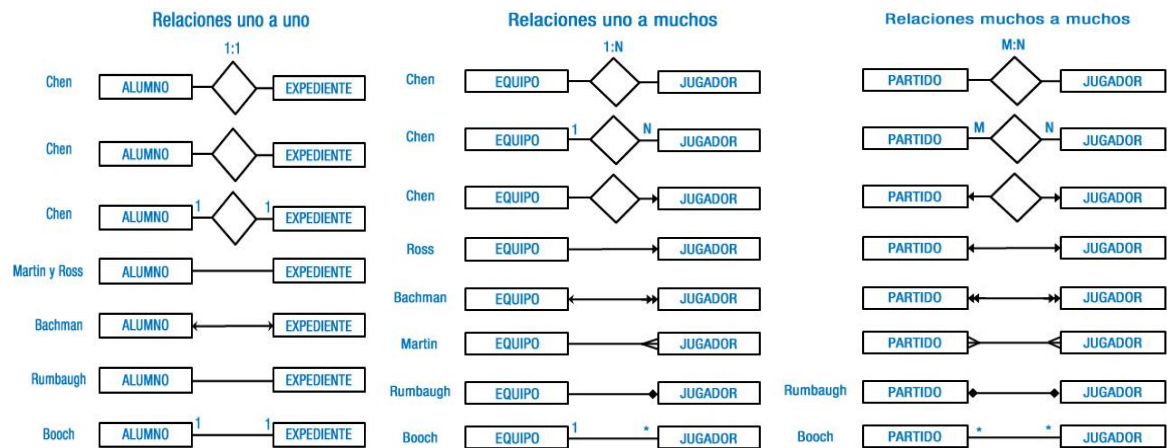 Relaciones uno a uno
1:1
Chen ALUMNO EXPEDIENTE
Chen ALUMNO EXPEDIENTE
Chen ALUMNO 1 1 EXPEDIENTE
Martin y Ross ALUMNO EXPEDIENTE
Bachman ALUMNO EXPEDIENTE
Rumbaugh ALUMNO EXPEDIENTE
Booch ALUMNO 1 1 EXPEDIENTE
Relaciones uno a muchos
1:N
Chen EQUIPO JUGADOR
Chen EQUIPO 1 N JUGADOR
Chen EQUIPO JUGADOR
Ross EQUIPO JUGADOR
Bachman EQUIPO JUGADOR
Martin EQUIPO JUGADOR
Rumbaugh EQUIPO JUGADOR
Booch EQUIPO 1 * JUGADOR
Relaciones muchos a muchos
M:N
PARTIDO JUGADOR
PARTIDO M N JUGADOR
PARTIDO JUGADOR
PARTIDO JUGADOR
PARTIDO JUGADOR
PARTIDO JUGADOR
Rumbaugh PARTIDO JUGADOR
Booch PARTIDO * * JUGADOR